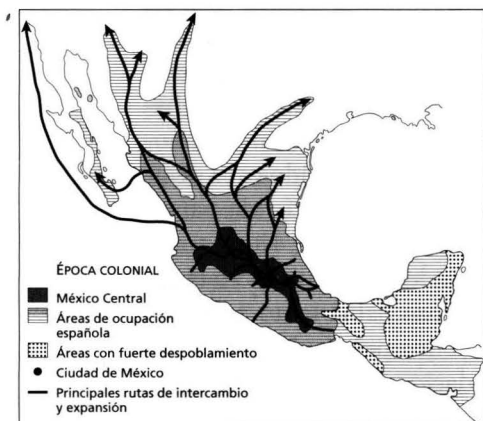 ÉPOCA COLONIAL
México Central
Áreas de ocupación
española
Áreas con fuerte despoblamiento
Ciudad de México
Principales rutas de intercambio
y expansión